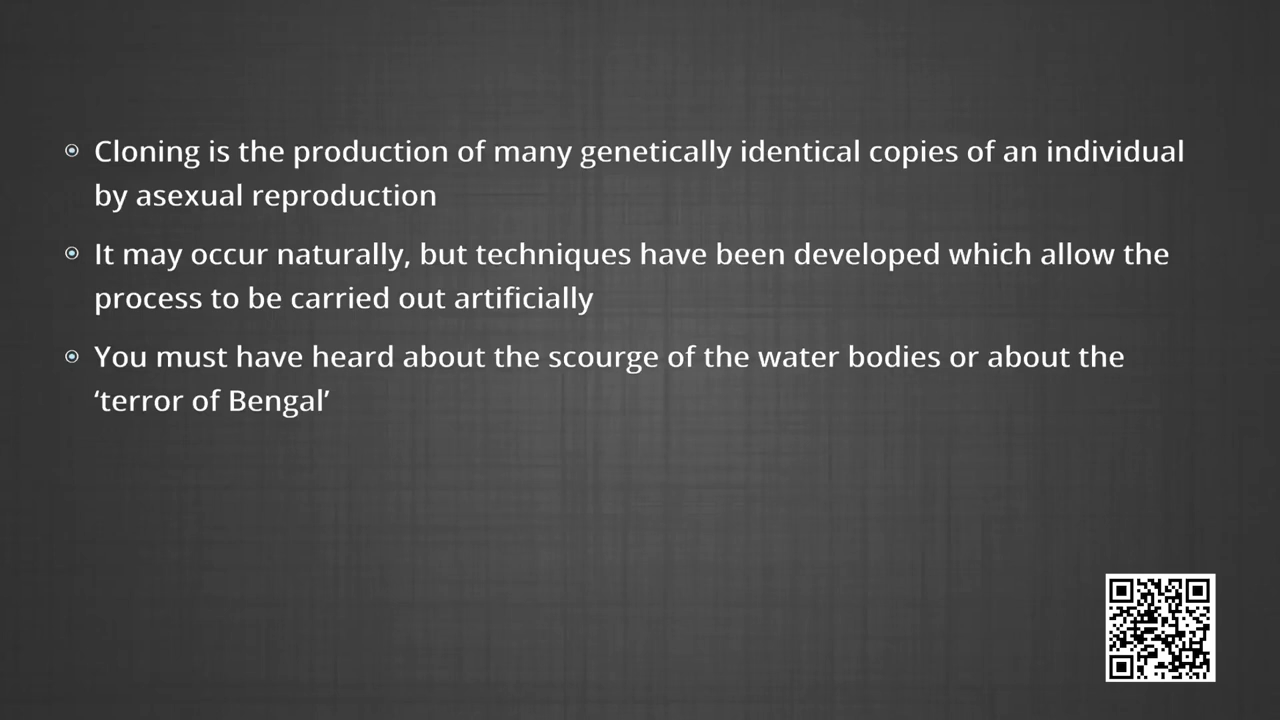 Cloning is the production of many genetically identical copies of an individual
by asexual reproduction
It may occur naturally, but techniques have been developed which allow the
process to be carried out artificially
You must have heard about the scourge of the water bodies or about the
‘terror of Bengal’